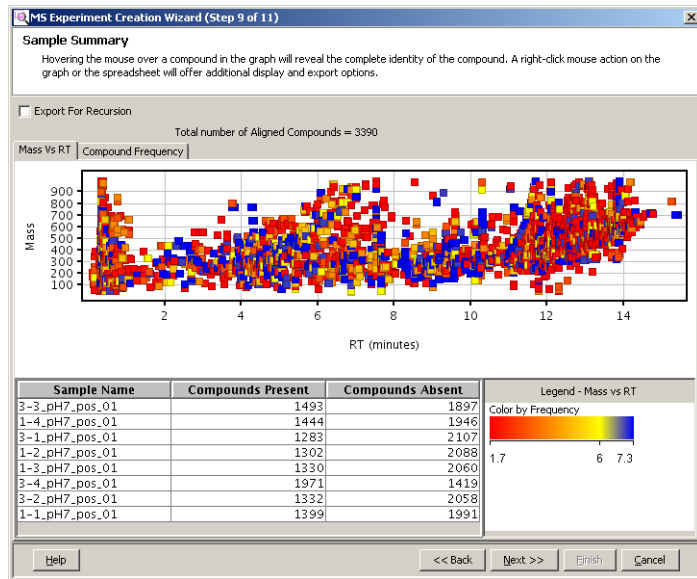 MS Experiment Creation Wizard (Step 9 of 11)
Sample Summary
Hovering the mouse over a compound in the graph will reveal the complete identity of the compound. A right-click mouse action on the
graph or the spreadsheet will offer additional display and export options.
Export For Recursion
Total number of Aligned Compounds = 3390
Mass Vs RT Compound Frequency
900
800
700
600
500
400
300
200
100
Mass
2 4 6 8 10 12 14
RT (minutes)
Sample Name Compounds Present Compounds Absent
3-3_pH7_pos_01 1493 1897
1-4_pH7_pos_01 1444 1946
3-1_pH7_pos_01 1283 2107
1-2_pH7_pos_01 1302 2088
1-3_pH7_pos_01 1330 2060
3-4_pH7_pos_01 1971 1419
3-2_pH7_pos_01 1332 2058
1-1_pH7_pos_01 1399 1991
Legend - Mass vs RT
Color by Frequency
1.7 6 7.3
Help << Back Next >> Finish Cancel